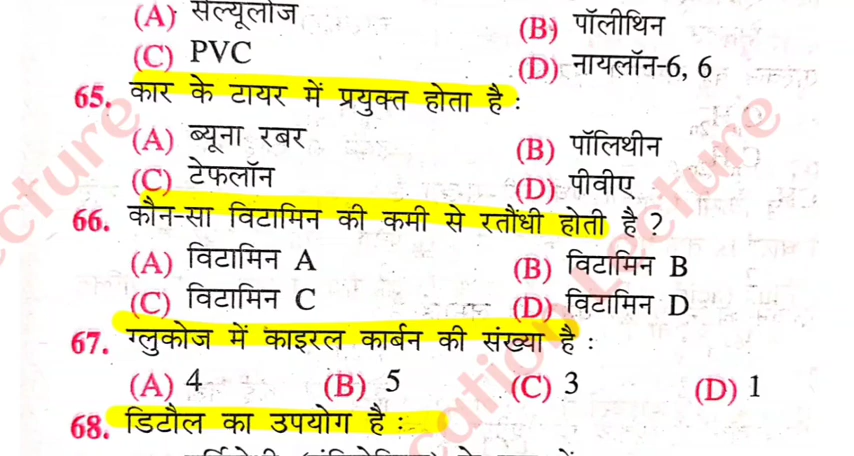 (A) सेल्यूलोज (B) पॉलीथिन
(C) PVC (D) नायलॉन-6, 6
65. कार के टायर में प्रयुक्त होता है :
(A) ब्यूना रबर (B) पॉलिथीन
(C) टेफलॉन (D) पीवीए
66. कौन-सा विटामिन की कमी से रतौंधी होती है ?
(A) विटामिन A (B) विटामिन B
(C) विटामिन C (D) विटामिन D
67. ग्लुकोज में काइरल कार्बन की संख्या है :
(A) 4 (B) 5 (C) 3 (D) 1
68. डिटौल का उपयोग है :